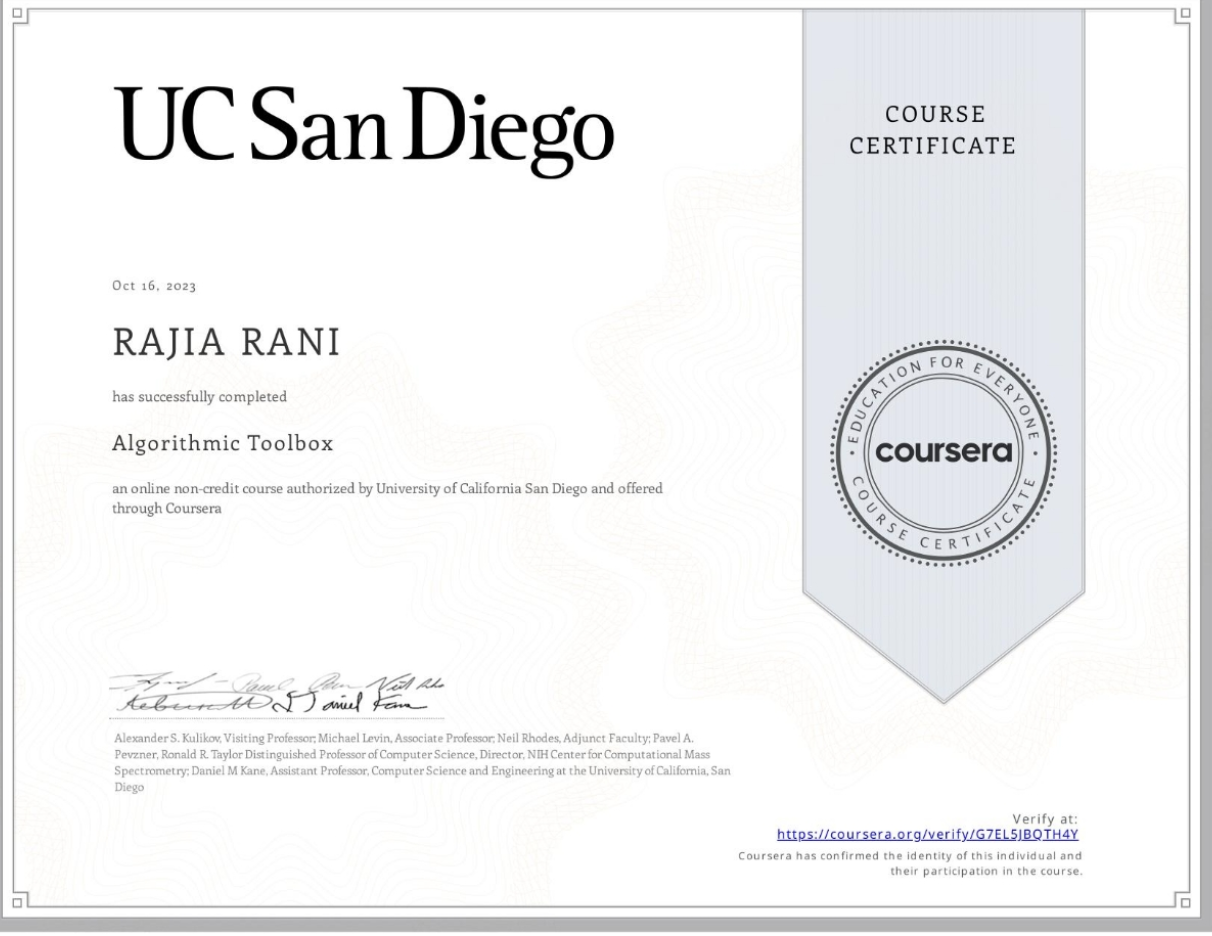 UC San Diego
COURSE
CERTIFICATE
Oct 16, 2023
RAJIA RANI
has successfully completed
Algorithmic Toolbox
an online non-credit course authorized by University of California San Diego and offered
through Coursera
EDUCATION FOR EVERYONE
coursera
COURSE CERTIFICATE
Alexander S. Kulikov, Visiting Professor; Michael Levin, Associate Professor; Neil Rhodes, Adjunct Faculty; Pavel A.
Pevzner, Ronald R. Taylor Distinguished Professor of Computer Science, Director, NIH Center for Computational Mass
Spectrometry; Daniel M Kane, Assistant Professor, Computer Science and Engineering at the University of California, San
Diego
Verify at:
https://coursera.org/verify/G7EL5JBQTH4Y
Coursera has confirmed the identity of this individual and
their participation in the course.